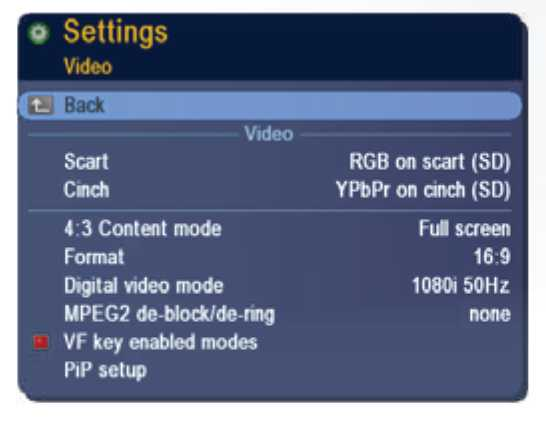 Settings
Video
Back
Video
Scart RGB on scart (SD)
Cinch YPbPr on cinch (SD)
4:3 Content mode Full screen
Format 16:9
Digital video mode 1080i 50Hz
MPEG2 de-block/de-ring none
VF key enabled modes
PiP setup